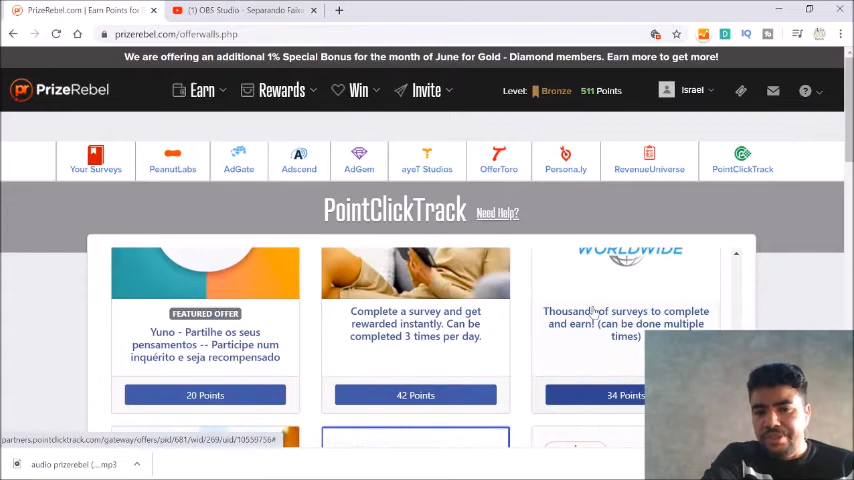 PrizeRebel.com | Earn Points for E
(1) OBS Studio - Separando Faixa
prizerebel.com/offerwalls.php
We are offering an additional 1% Special Bonus for the month of June for Gold - Diamond members. Earn more to get more!
pr PrizeRebel
Earn
Rewards
Win
Invite
Level: Bronze 511 Points
Israel
Your Surveys
PeanutLabs
AdGate
Adscend
AdGem
ayeT Studios
OfferToro
Persona.ly
RevenueUniverse
PointClickTrack
PointClickTrack Need Help?
WORLDWIDE
FEATURED OFFER
Yuno - Partilhe os seus
pensamentos -- Participe num
inquérito e seja recompensado
20 Points
Complete a survey and get
rewarded instantly. Can be
completed 3 times per day.
42 Points
Thousands of surveys to complete
and earn! (can be done multiple
times)
34 Points
partners.pointclicktrack.com/gateway/offers/pid/681/wid/269/uid/10559756#
audio prizerebel (....mp3